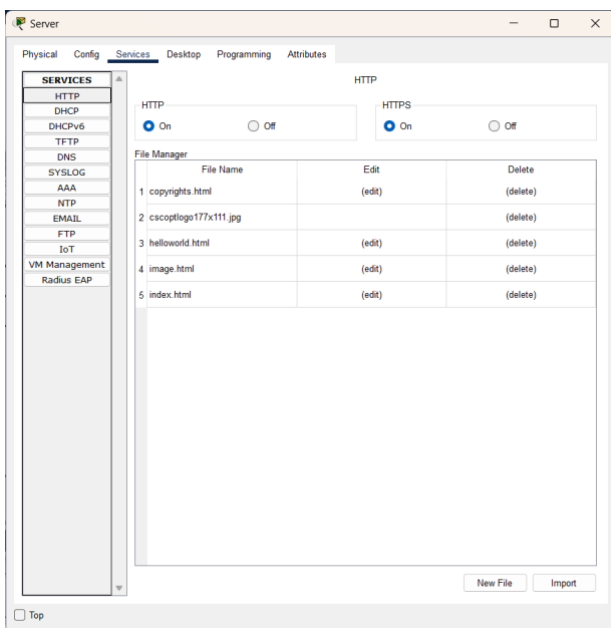 Server
Physical Config Services Desktop Programming Attributes
SERVICES
HTTP
DHCP
DHCPv6
TFTP
DNS
SYSLOG
AAA
NTP
EMAIL
FTP
IoT
VM Management
Radius EAP
HTTP
HTTP
On Off
HTTPS
On Off
File Manager
File Name Edit Delete
1 copyrights.html (edit) (delete)
2 cscoptlogo177x111.jpg (delete)
3 helloworld.html (edit) (delete)
4 image.html (edit) (delete)
5 index.html (edit) (delete)
New File Import
Top